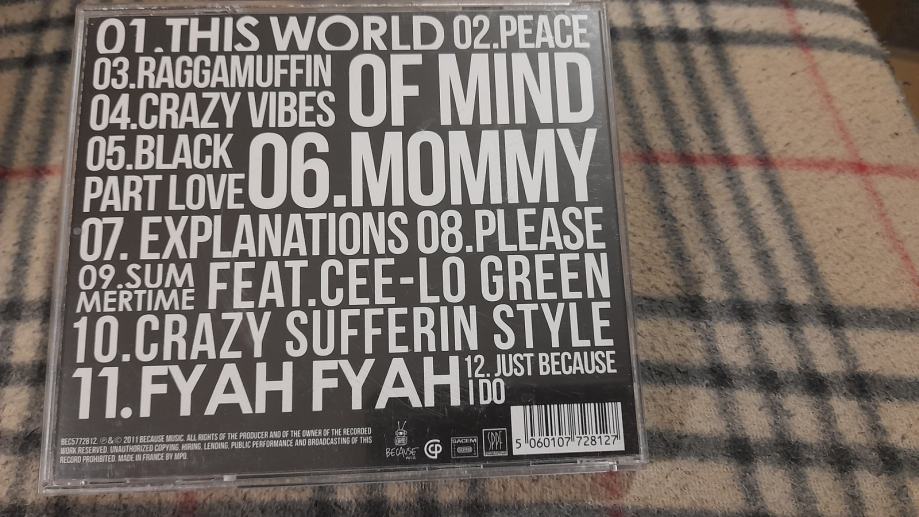 01.THIS WORLD 02.PEACE
03.RAGGAMUFFIN OF MIND
04.CRAZY VIBES
05.BLACK
PART LOVE 06.MOMMY
07. EXPLANATIONS 08.PLEASE
09.SUM
MERTIME FEAT.CEE-LO GREEN
10.CRAZY SUFFERIN STYLE
11.FYAH FYAH 12. JUST BECAUSE
I DO
BEC5772812. ℗ & © 2011 BECAUSE MUSIC. ALL RIGHTS OF THE PRODUCER AND OF THE OWNER OF THE RECORDED
WORK RESERVED. UNAUTHORIZED COPYING, HIRING, LENDING, PUBLIC PERFORMANCE AND BROADCASTING OF THIS
RECORD PROHIBITED. MADE IN FRANCE BY MPO.
BECAUSE
SACEM
SPPF
5 060107 728127